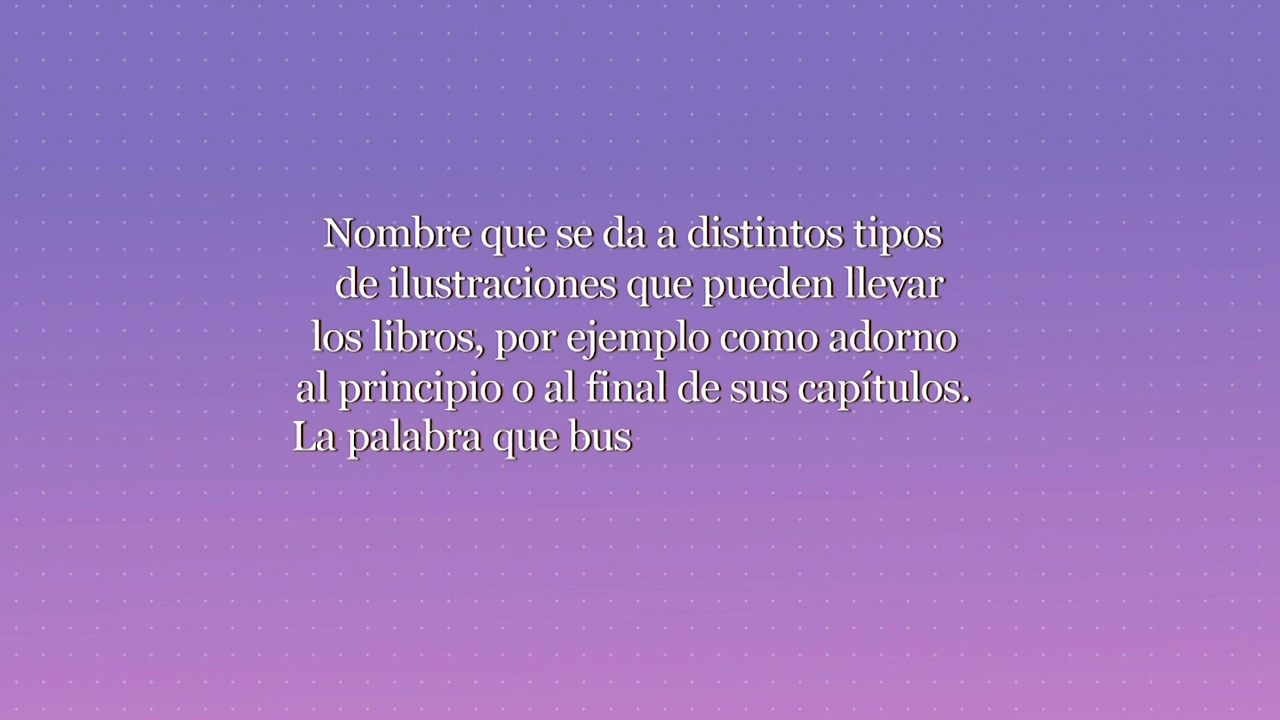 Nombre que se da a distintos tipos
de ilustraciones que pueden llevar
los libros, por ejemplo como adorno
al principio o al final de sus capítulos.
La palabra que bus